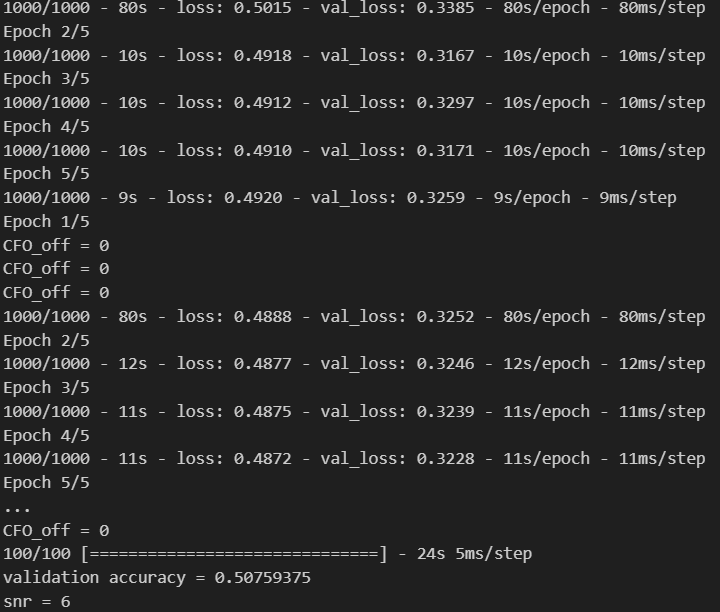 1000/1000 - 80s - loss: 0.5015 - val_loss: 0.3385 - 80s/epoch - 80ms/step
Epoch 2/5
1000/1000 - 10s - loss: 0.4918 - val_loss: 0.3167 - 10s/epoch - 10ms/step
Epoch 3/5
1000/1000 - 10s - loss: 0.4912 - val_loss: 0.3297 - 10s/epoch - 10ms/step
Epoch 4/5
1000/1000 - 10s - loss: 0.4910 - val_loss: 0.3171 - 10s/epoch - 10ms/step
Epoch 5/5
1000/1000 - 9s - loss: 0.4920 - val_loss: 0.3259 - 9s/epoch - 9ms/step
Epoch 1/5
CFO_off = 0
CFO_off = 0
CFO_off = 0
1000/1000 - 80s - loss: 0.4888 - val_loss: 0.3252 - 80s/epoch - 80ms/step
Epoch 2/5
1000/1000 - 12s - loss: 0.4877 - val_loss: 0.3246 - 12s/epoch - 12ms/step
Epoch 3/5
1000/1000 - 11s - loss: 0.4875 - val_loss: 0.3239 - 11s/epoch - 11ms/step
Epoch 4/5
1000/1000 - 11s - loss: 0.4872 - val_loss: 0.3228 - 11s/epoch - 11ms/step
Epoch 5/5
...
CFO_off = 0
100/100 [==============================] - 24s 5ms/step
validation accuracy = 0.50759375
snr = 6